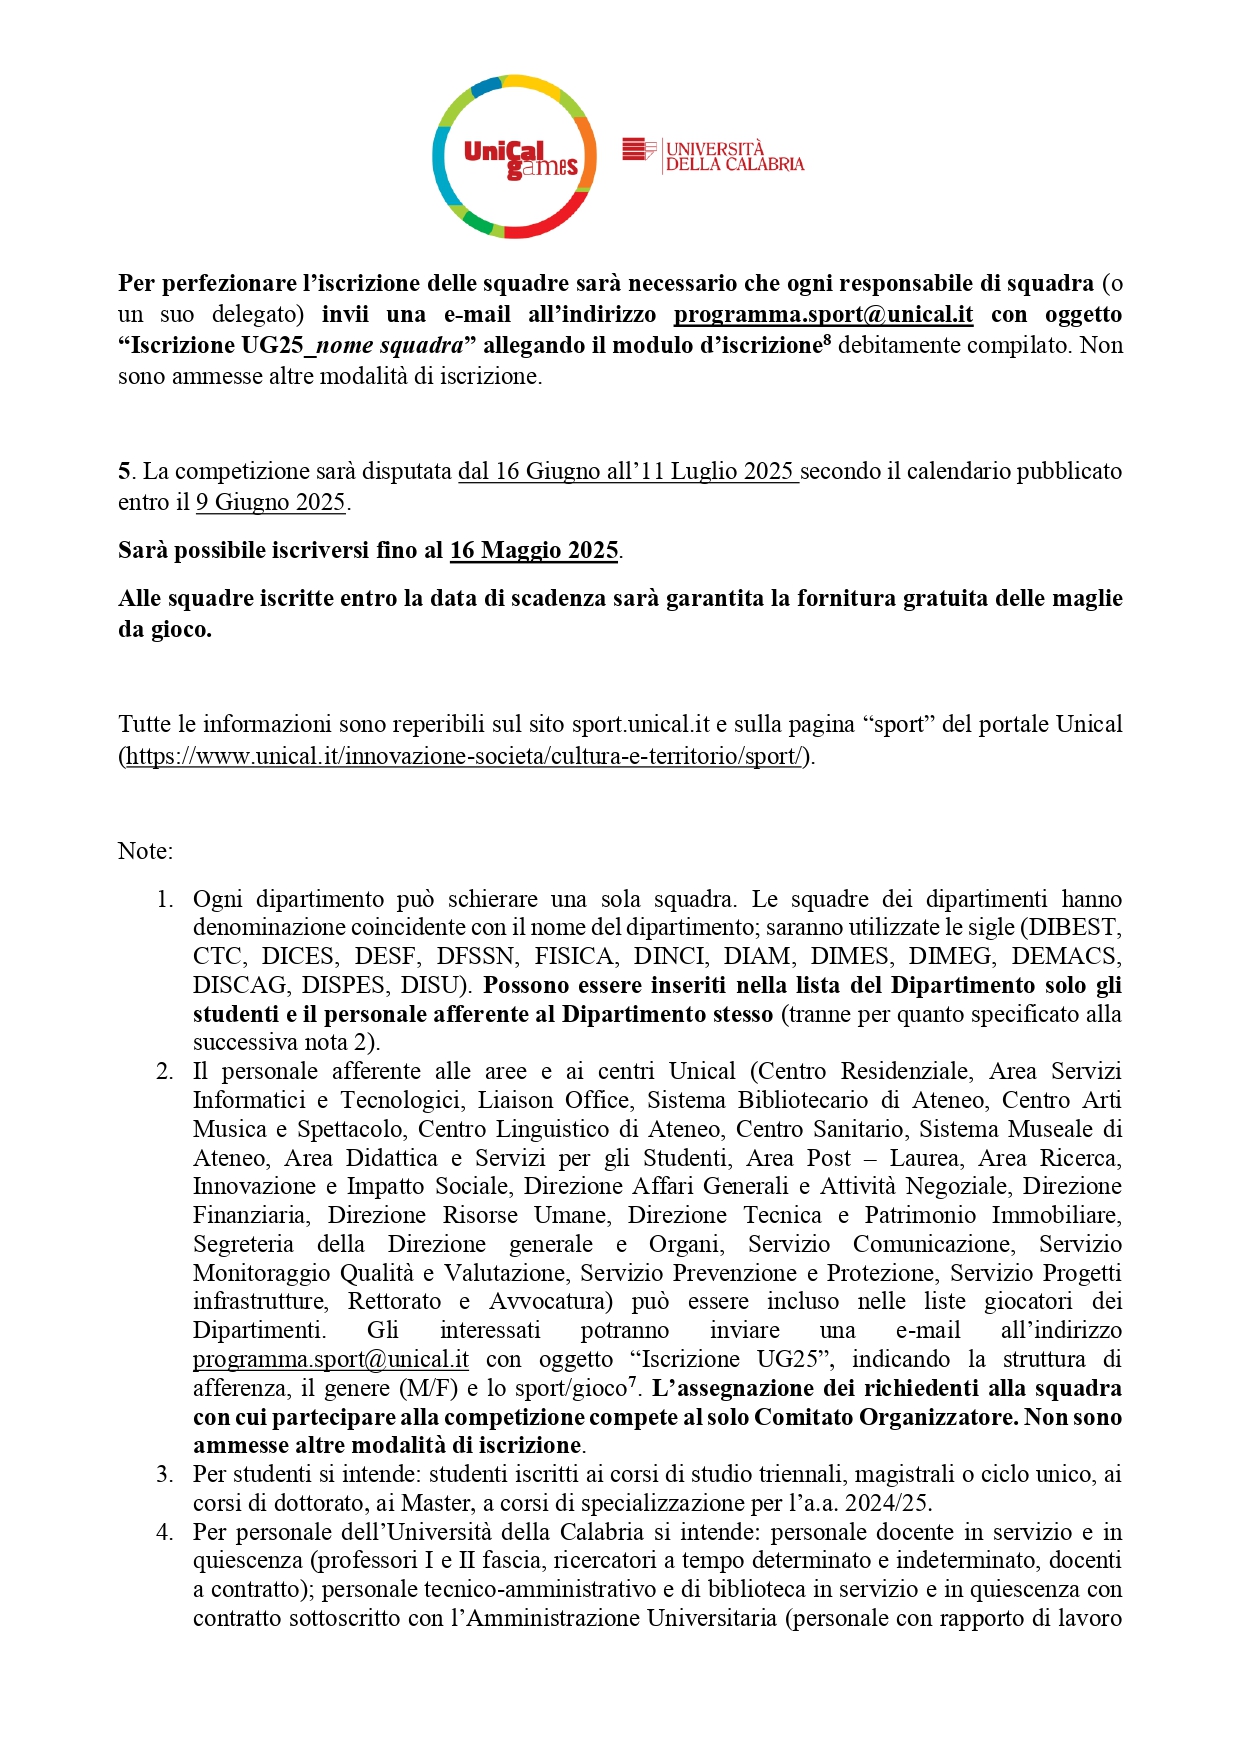 UniCal
games
UNIVERSITÀ
DELLA CALABRIA
Per perfezionare l’iscrizione delle squadre sarà necessario che ogni responsabile di squadra (o
un suo delegato) invii una e-mail all’indirizzo programma.sport@unical.it con oggetto
“Iscrizione UG25_nome squadra” allegando il modulo d’iscrizione⁸ debitamente compilato. Non
sono ammesse altre modalità di iscrizione.
5. La competizione sarà disputata dal 16 Giugno all’11 Luglio 2025 secondo il calendario pubblicato
entro il 9 Giugno 2025.
Sarà possibile iscriversi fino al 16 Maggio 2025.
Alle squadre iscritte entro la data di scadenza sarà garantita la fornitura gratuita delle maglie
da gioco.
Tutte le informazioni sono reperibili sul sito sport.unical.it e sulla pagina “sport” del portale Unical
(https://www.unical.it/innovazione-societa/cultura-e-territorio/sport/).
Note:
1. Ogni dipartimento può schierare una sola squadra. Le squadre dei dipartimenti hanno
denominazione coincidente con il nome del dipartimento; saranno utilizzate le sigle (DIBEST,
CTC, DICES, DESF, DFSSN, FISICA, DINCI, DIAM, DIMES, DIMEG, DEMACS,
DISCAG, DISPES, DISU). Possono essere inseriti nella lista del Dipartimento solo gli
studenti e il personale afferente al Dipartimento stesso (tranne per quanto specificato alla
successiva nota 2).
2. Il personale afferente alle aree e ai centri Unical (Centro Residenziale, Area Servizi
Informatici e Tecnologici, Liaison Office, Sistema Bibliotecario di Ateneo, Centro Arti
Musica e Spettacolo, Centro Linguistico di Ateneo, Centro Sanitario, Sistema Museale di
Ateneo, Area Didattica e Servizi per gli Studenti, Area Post – Laurea, Area Ricerca,
Innovazione e Impatto Sociale, Direzione Affari Generali e Attività Negoziale, Direzione
Finanziaria, Direzione Risorse Umane, Direzione Tecnica e Patrimonio Immobiliare,
Segreteria della Direzione generale e Organi, Servizio Comunicazione, Servizio
Monitoraggio Qualità e Valutazione, Servizio Prevenzione e Protezione, Servizio Progetti
infrastrutture, Rettorato e Avvocatura) può essere incluso nelle liste giocatori dei
Dipartimenti. Gli interessati potranno inviare una e-mail all’indirizzo
programma.sport@unical.it con oggetto “Iscrizione UG25”, indicando la struttura di
afferenza, il genere (M/F) e lo sport/gioco⁷. L’assegnazione dei richiedenti alla squadra
con cui partecipare alla competizione compete al solo Comitato Organizzatore. Non sono
ammesse altre modalità di iscrizione.
3. Per studenti si intende: studenti iscritti ai corsi di studio triennali, magistrali o ciclo unico, ai
corsi di dottorato, ai Master, a corsi di specializzazione per l’a.a. 2024/25.
4. Per personale dell’Università della Calabria si intende: personale docente in servizio e in
quiescenza (professori I e II fascia, ricercatori a tempo determinato e indeterminato, docenti
a contratto); personale tecnico-amministrativo e di biblioteca in servizio e in quiescenza con
contratto sottoscritto con l’Amministrazione Universitaria (personale con rapporto di lavoro